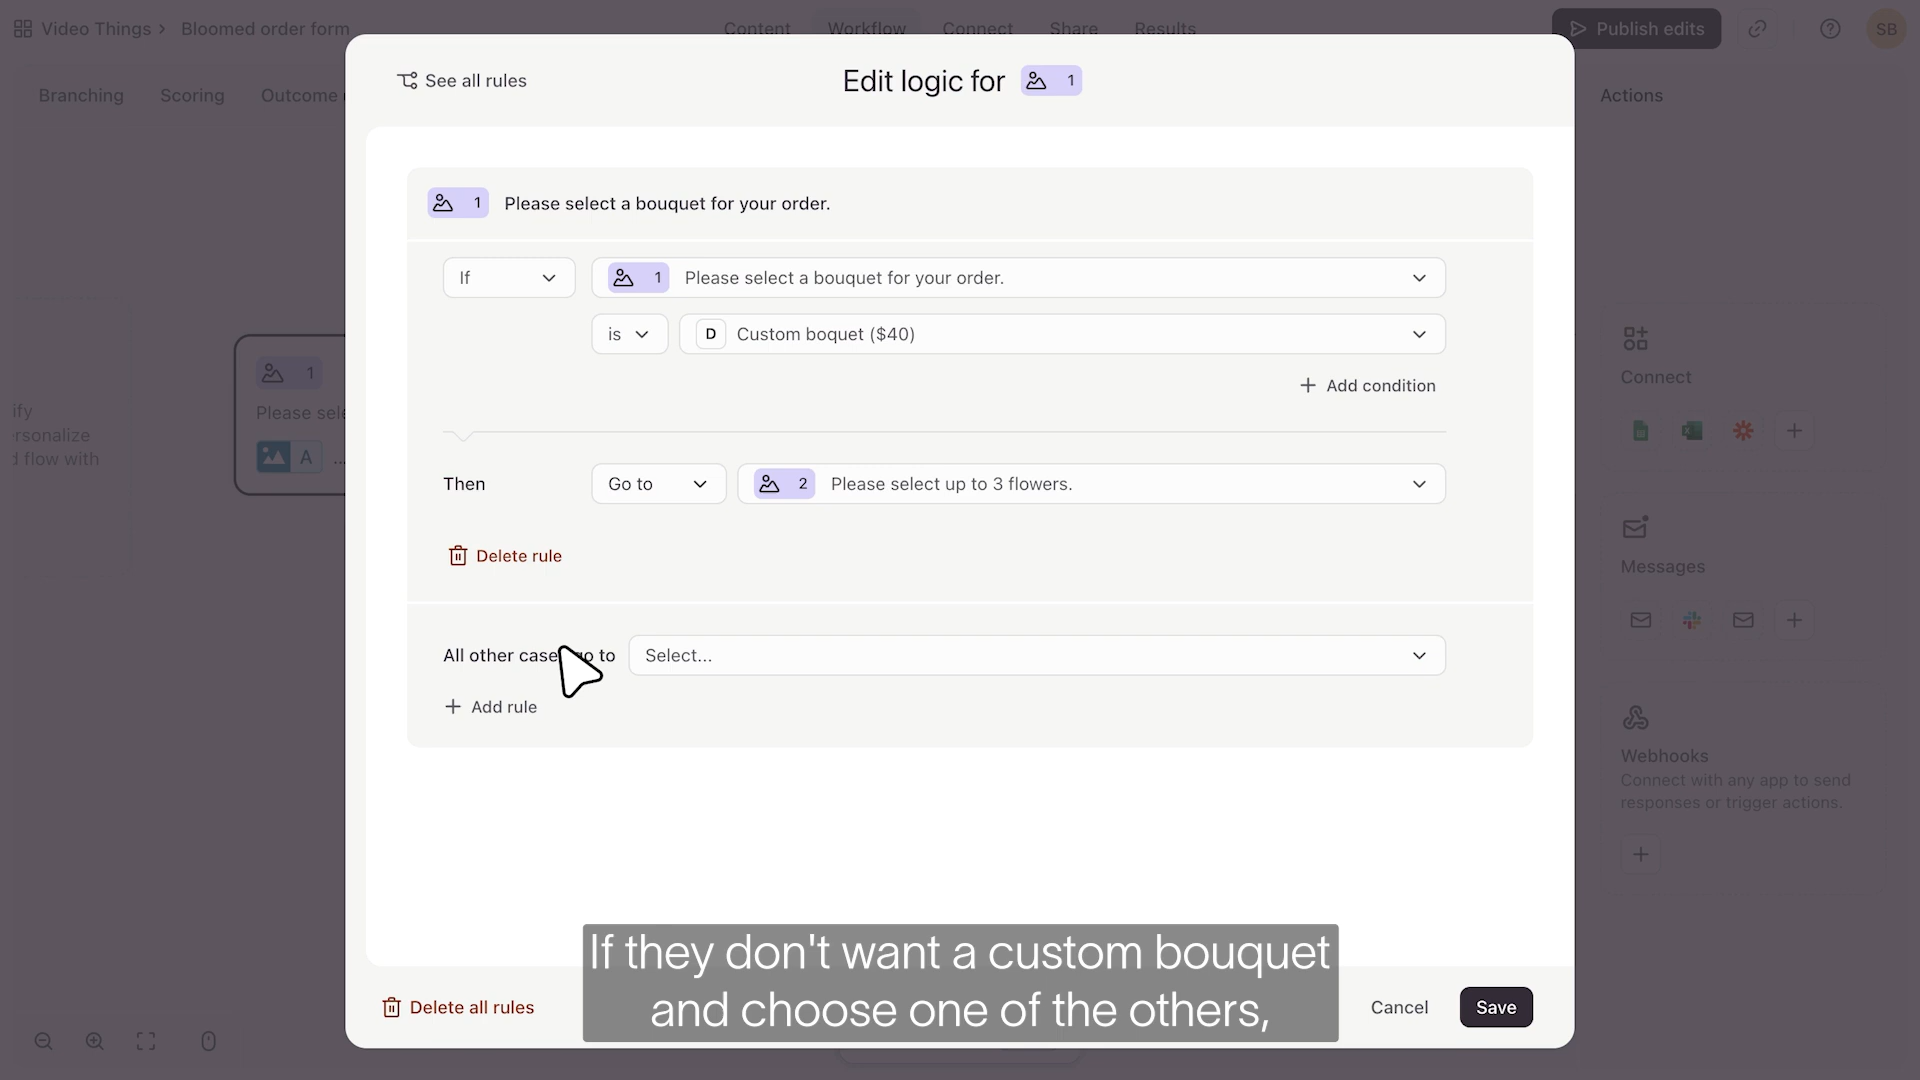 Video Things
Bloomed order form
Content
Workflow
Connect
Share
Results
Publish edits
SB
Branching
Scoring
Outcome
Actions
See all rules
Edit logic for
1
1
Please select a bouquet for your order.
If
1
Please select a bouquet for your order.
is
D
Custom boquet ($40)
Add condition
Then
Go to
2
Please select up to 3 flowers.
Delete rule
All other case go to
Select...
Add rule
1
Please sele
A
...
ify
rsonalize
d flow with
Connect
Messages
Webhooks
Connect with any app to send
responses or trigger actions.
If they don't want a custom bouquet
and choose one of the others,
Delete all rules
Cancel
Save